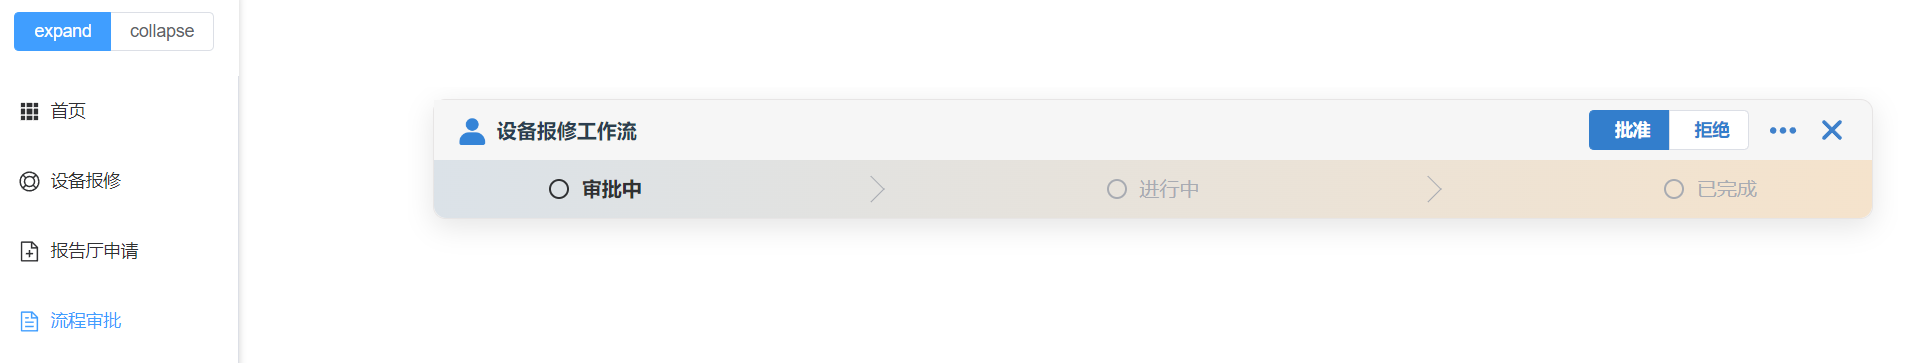 expand collapse
首页
设备报修
报告厅申请
流程审批
设备报修工作流 批准 拒绝
审批中 进行中 已完成